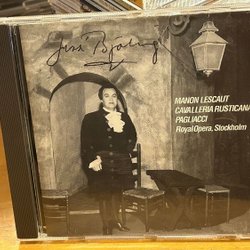 Jussi Björling
MANON LESCAUT
CAVALLERIA RUSTICANA
PAGLIACCI
Royal Opera, Stockholm